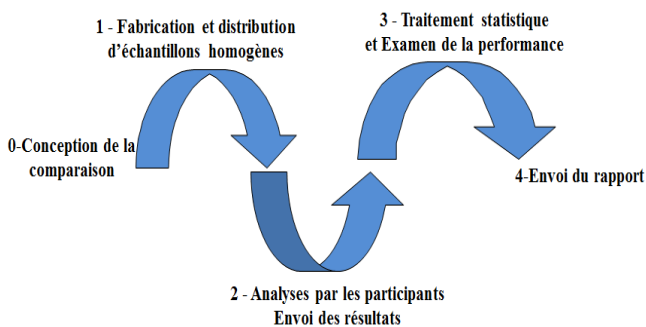 0-Conception de la
comparaison
1 - Fabrication et distribution
d'échantillons homogènes
2 - Analyses par les participants
Envoi des résultats
3 - Traitement statistique
et Examen de la performance
4-Envoi du rapport